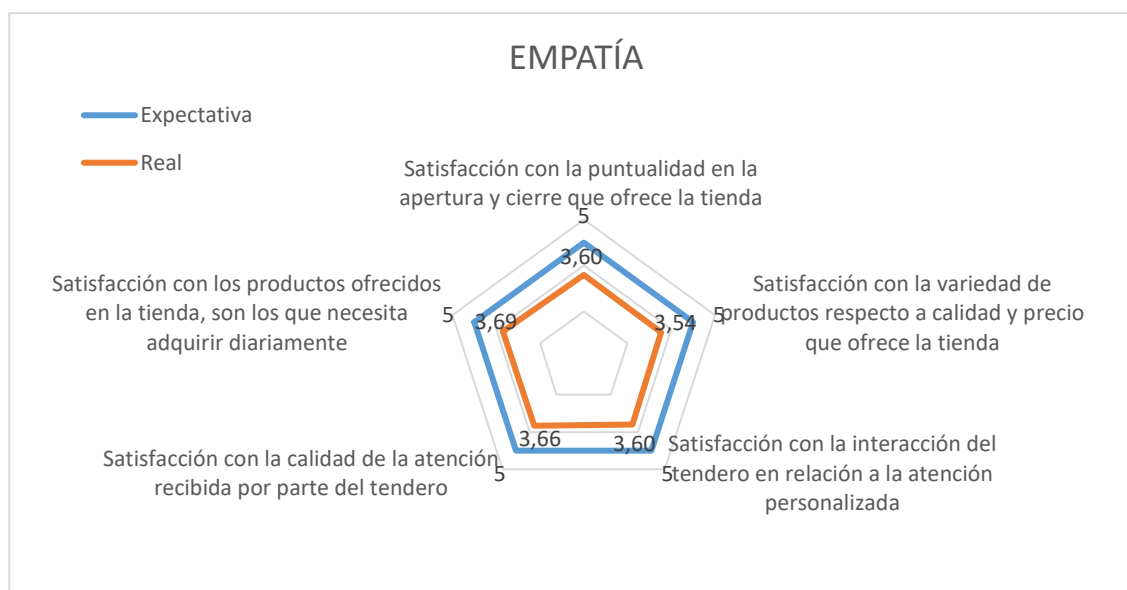 EMPATÍA
Expectativa
Real
Satisfacción con la puntualidad en la
apertura y cierre que ofrece la tienda
5
3,60
Satisfacción con la variedad de
productos respecto a calidad y precio
que ofrece la tienda
5
3,54
Satisfacción con la interacción del
tendero en relación a la atención
personalizada
5
3,60
Satisfacción con la calidad de la atención
recibida por parte del tendero
5
3,66
Satisfacción con los productos ofrecidos
en la tienda, son los que necesita
adquirir diariamente
5
3,69